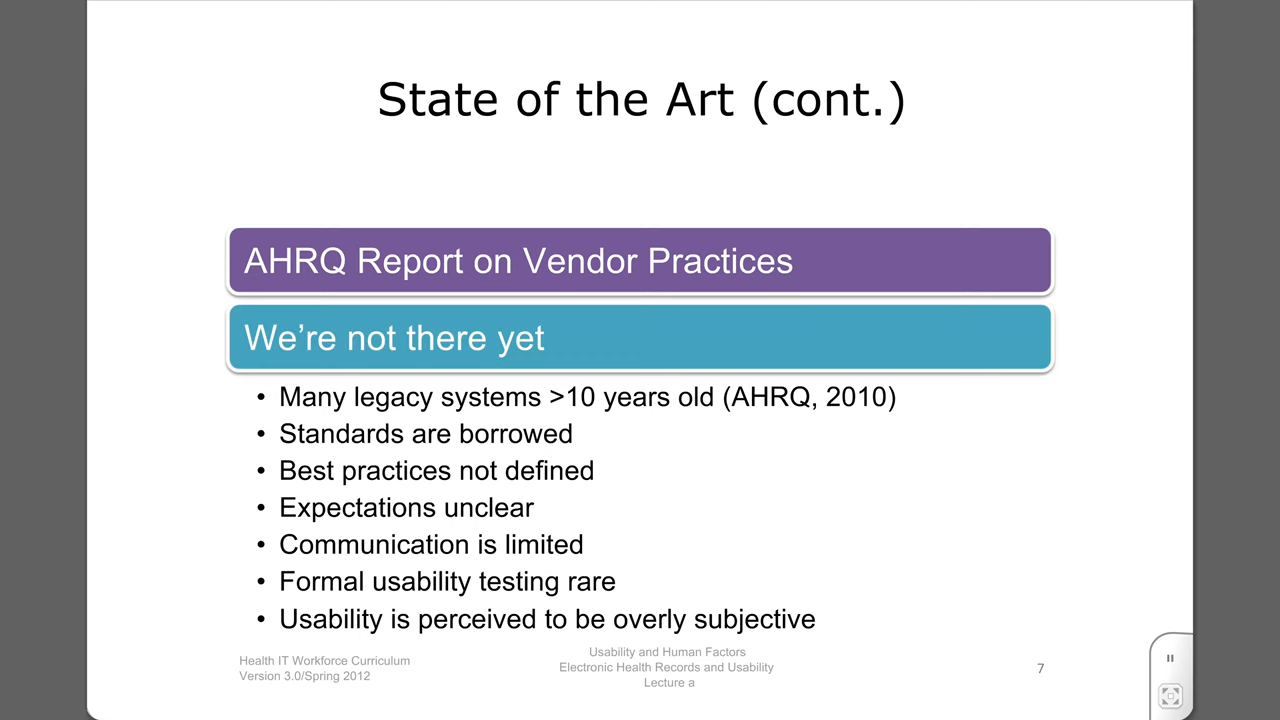 State of the Art (cont.)
AHRQ Report on Vendor Practices
We’re not there yet
• Many legacy systems >10 years old (AHRQ, 2010)
• Standards are borrowed
• Best practices not defined
• Expectations unclear
• Communication is limited
• Formal usability testing rare
• Usability is perceived to be overly subjective
Health IT Workforce Curriculum
Version 3.0/Spring 2012
Usability and Human Factors
Electronic Health Records and Usability
Lecture a
7